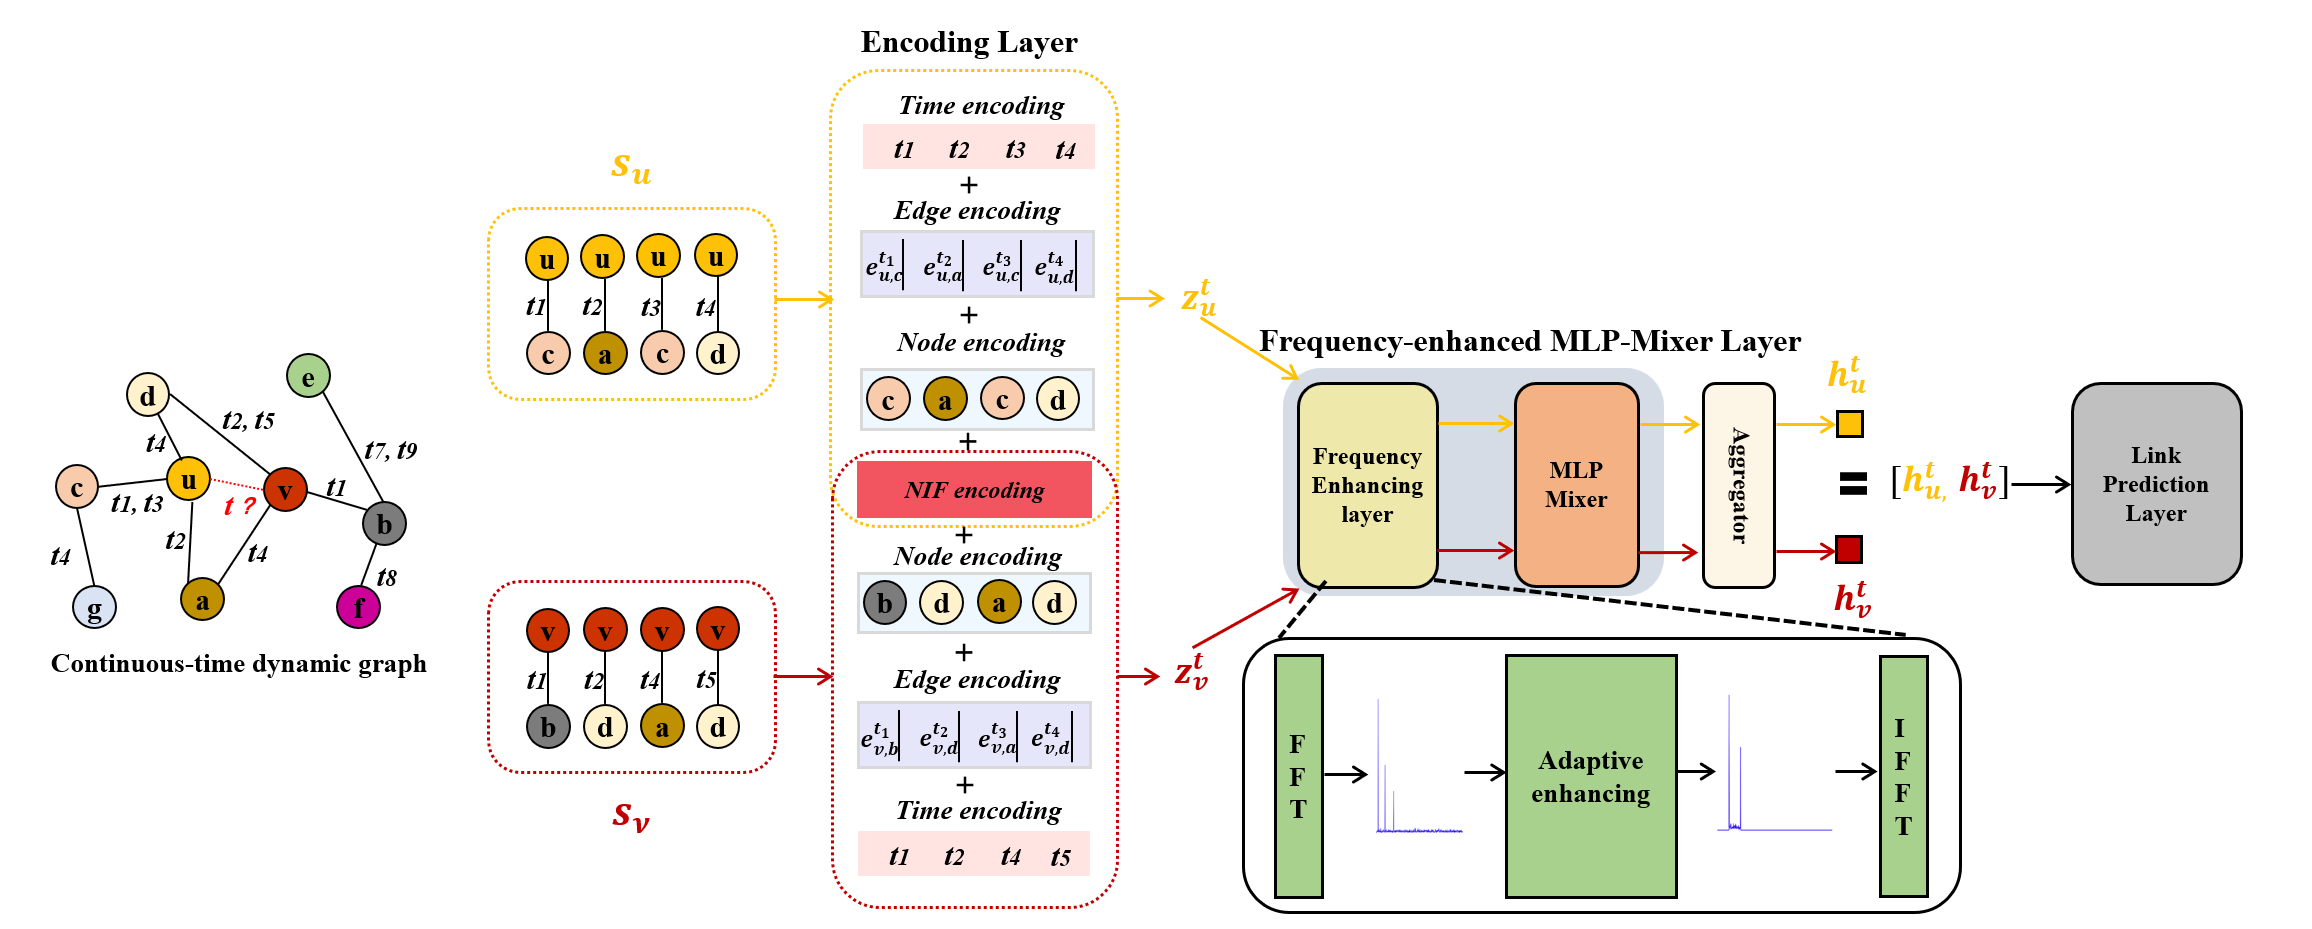 Encoding Layer
Time encoding
t1 t2 t3 t4
+
Edge encoding
e^{t_1}_{u,c}| e^{t_2}_{u,a}| e^{t_3}_{u,c}| e^{t_4}_{u,d}|
+
Node encoding
c a c d
+
NIF encoding
+
Node encoding
b d a d
+
Edge encoding
e^{t_1}_{v,b}| e^{t_2}_{v,d}| e^{t_3}_{v,a}| e^{t_4}_{v,d}|
+
Time encoding
t1 t2 t4 t5
s_u
u u u u
t1 t2 t3 t4
c a c d
d
e
t2, t5
t4
t7, t9
c
u
v
t1
t1, t3
t ?
b
t2
t4
t4
t8
g
a
f
Continuous-time dynamic graph
v v v v
t1 t2 t4 t5
b d a d
s_v
z^t_u
z^t_v
Frequency-enhanced MLP-Mixer Layer
Frequency
Enhancing
layer
MLP
Mixer
Aggregator
h^t_u
= [h^t_u, h^t_v]
h^t_v
Link
Prediction
Layer
FFT
Adaptive
enhancing
IFFT